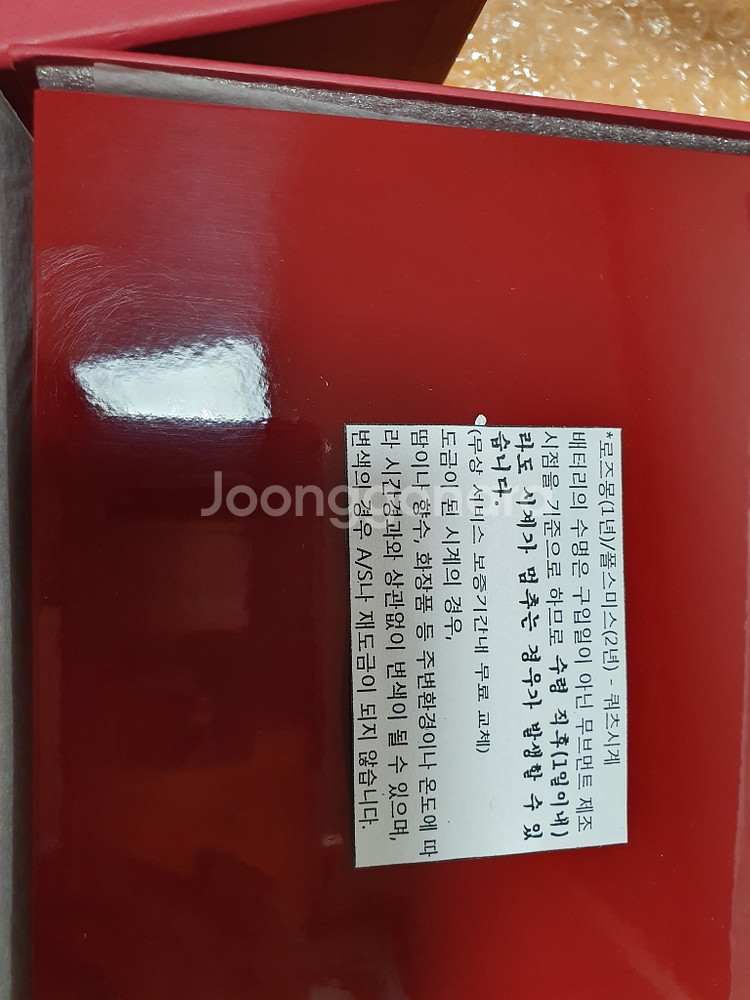 *로즈몽(1년)/폴스미스(2년) - 쿼츠시계
배터리의 수명은 구입일이 아닌 무브먼트 제조
시점을 기준으로 하므로 수령 직후(1일이내)
라도 시계가 멈추는 경우가 발생할 수 있
습니다.
(무상 서비스 보증기간내 무료 교체)
도금이 된 시계의 경우,
땀이나 향수, 화장품 등 주변환경이나 온도에 따
라 시간경과와 상관없이 변색이 될 수 있으며,
변색의 경우 A/S나 재도금이 되지 않습니다.
Joonggonara